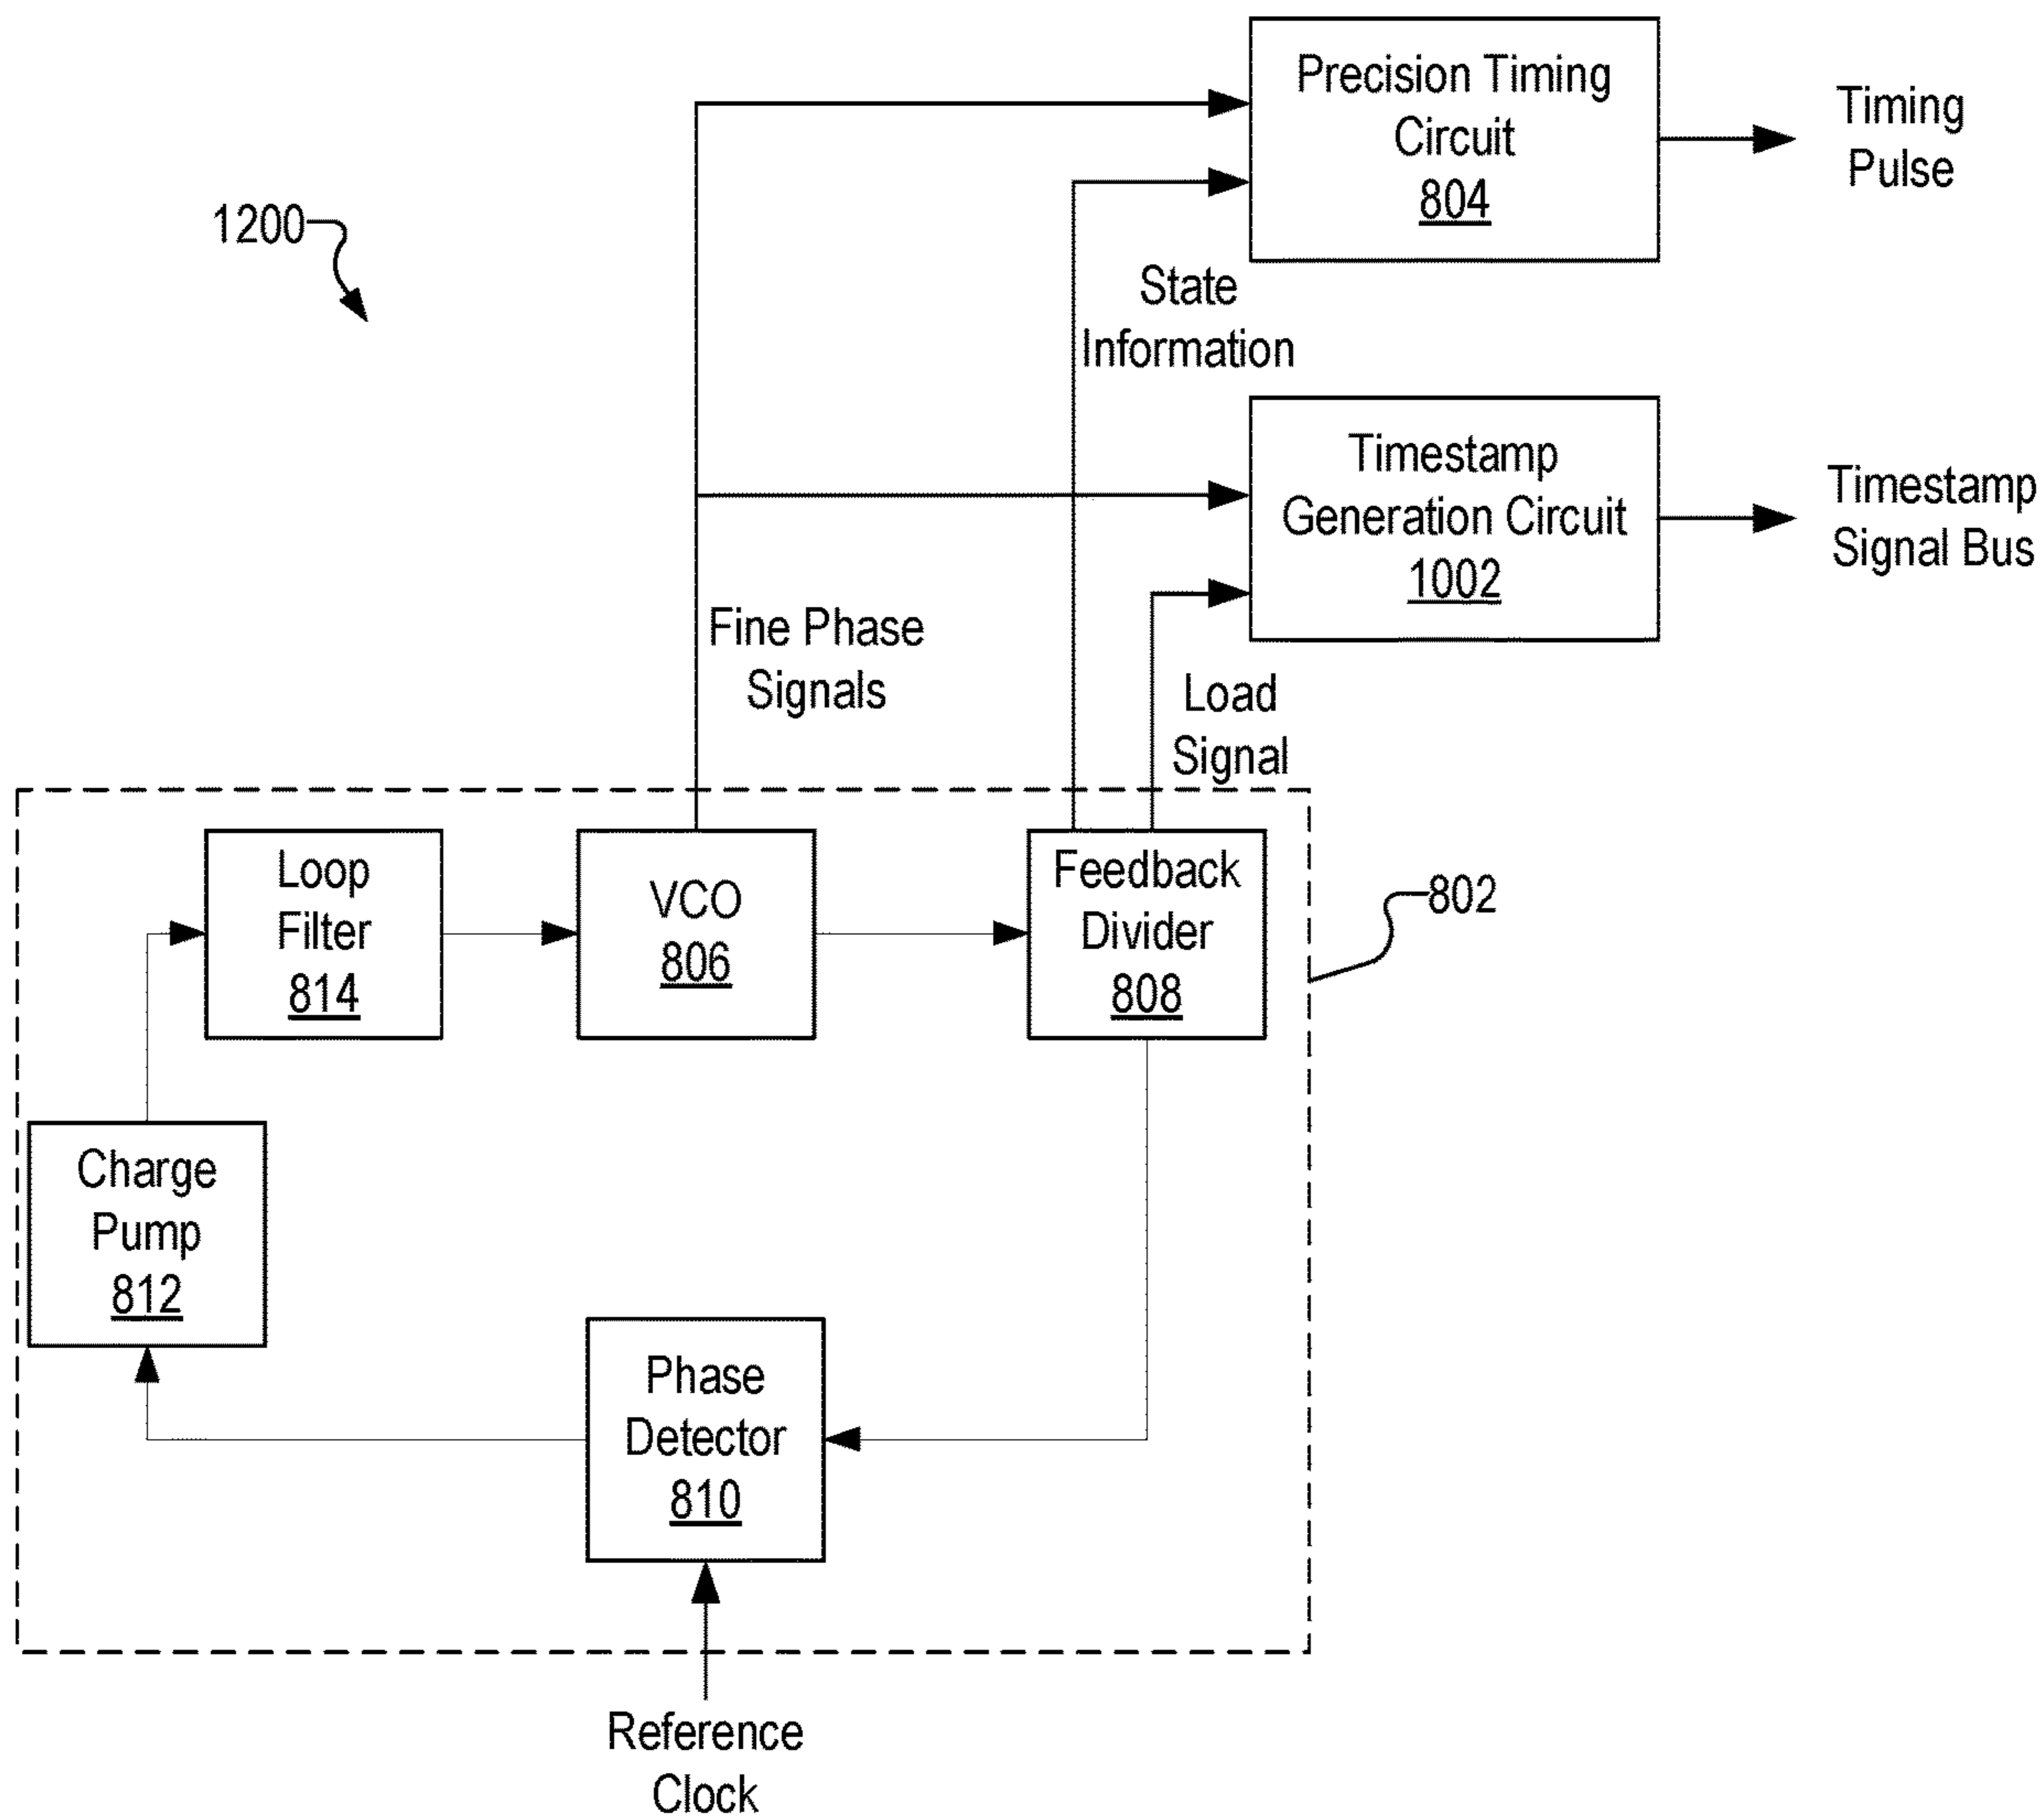 Precision Timing
Circuit
804
Timing
Pulse
1200
State
Information
Timestamp
Generation Circuit
1002
Timestamp
Signal Bus
Fine Phase
Signals
Load
Signal
Loop
Filter
814
VCO
806
Feedback
Divider
808
802
Charge
Pump
812
Phase
Detector
810
Reference
Clock